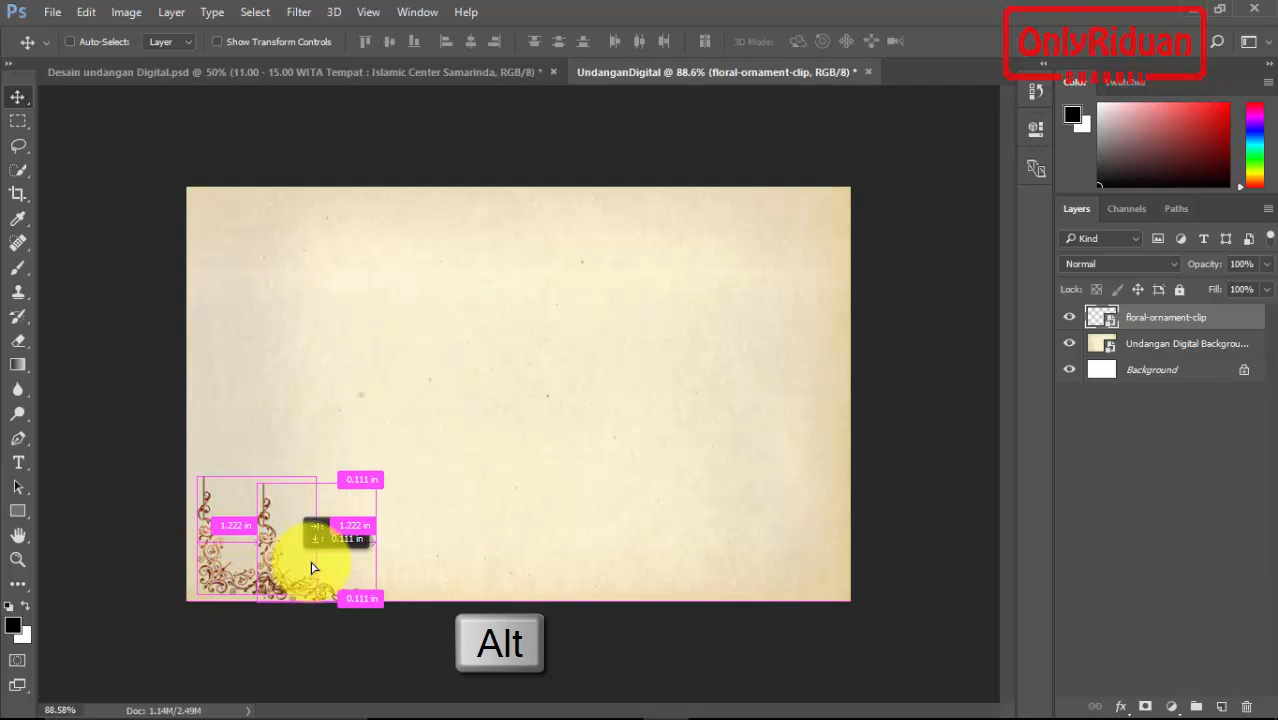 Ps File Edit Image Layer Type Select Filter 3D View Window Help
Auto-Select: Layer Show Transform Controls 3D Mode:
OnlyRiduan
CHANNEL
Desain undangan Digital.psd @ 50% (11.00 - 15.00 WITA Tempat : Islamic Center Samarinda, RGB/8) * × UndanganDigital @ 88.6% (floral-ornament-clip, RGB/8) * ×
Color Swatches
Layers Channels Paths
Kind
Normal Opacity: 100%
Lock: Fill: 100%
floral-ornament-clip
Undangan Digital Backgrou...
Background
0.111 in
1.222 in 1.222 in
0.111 in
0.111 in
Alt
88.58% Doc: 1.14M/2.49M